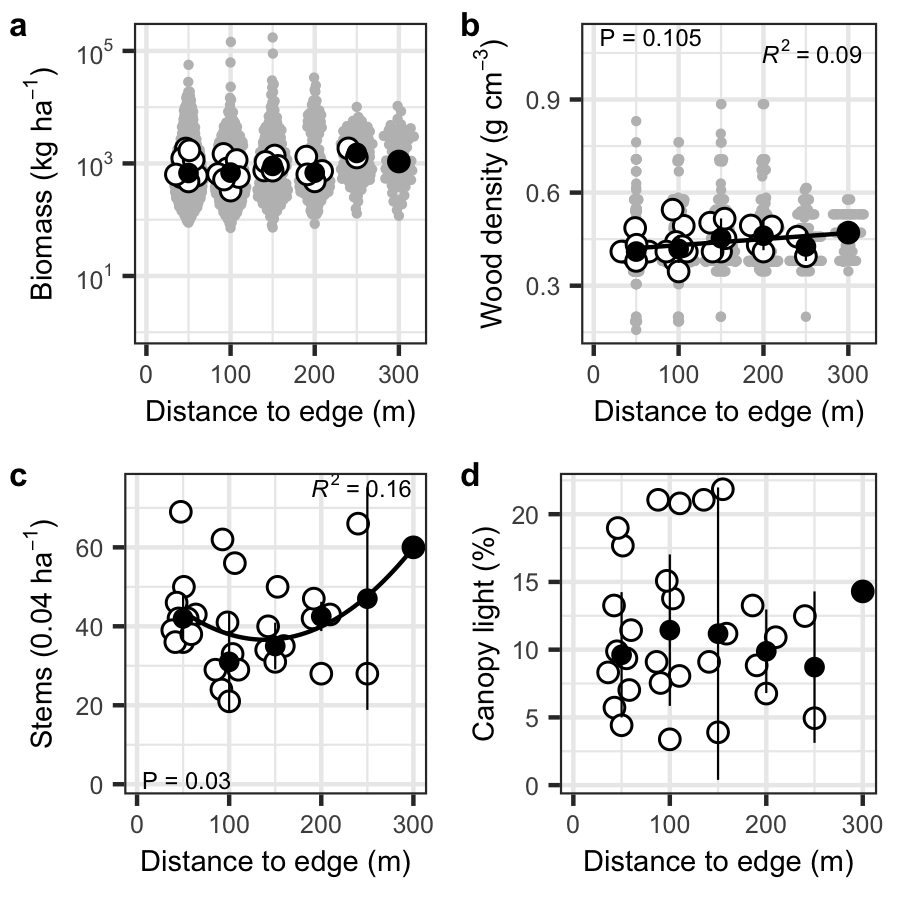 a
10⁵
10³
10¹
Biomass (kg ha⁻¹)
0
100
200
300
Distance to edge (m)
b
P = 0.105
R² = 0.09
0.9
0.6
0.3
Wood density (g cm⁻³)
0
100
200
300
Distance to edge (m)
c
R² = 0.16
60
40
20
0
Stems (0.04 ha⁻¹)
P = 0.03
0
100
200
300
Distance to edge (m)
d
20
15
10
5
0
Canopy light (%)
0
100
200
300
Distance to edge (m)